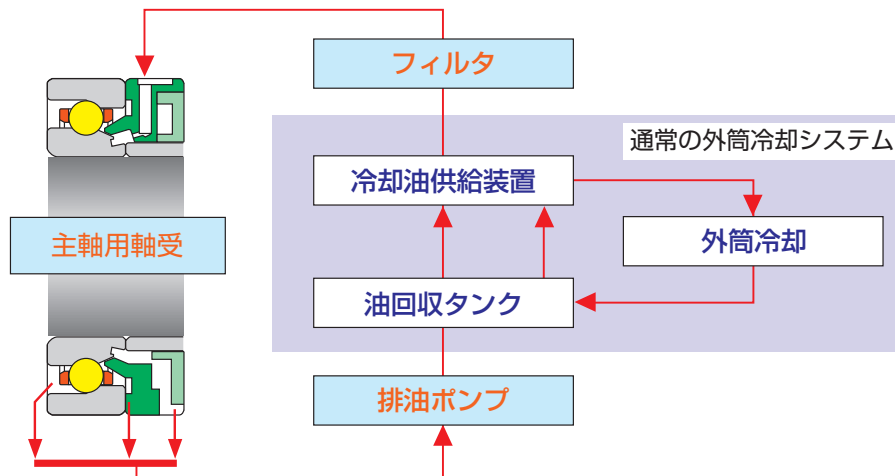 フィルタ
通常の外筒冷却システム
冷却油供給装置
主軸用軸受
外筒冷却
油回収タンク
排油ポンプ